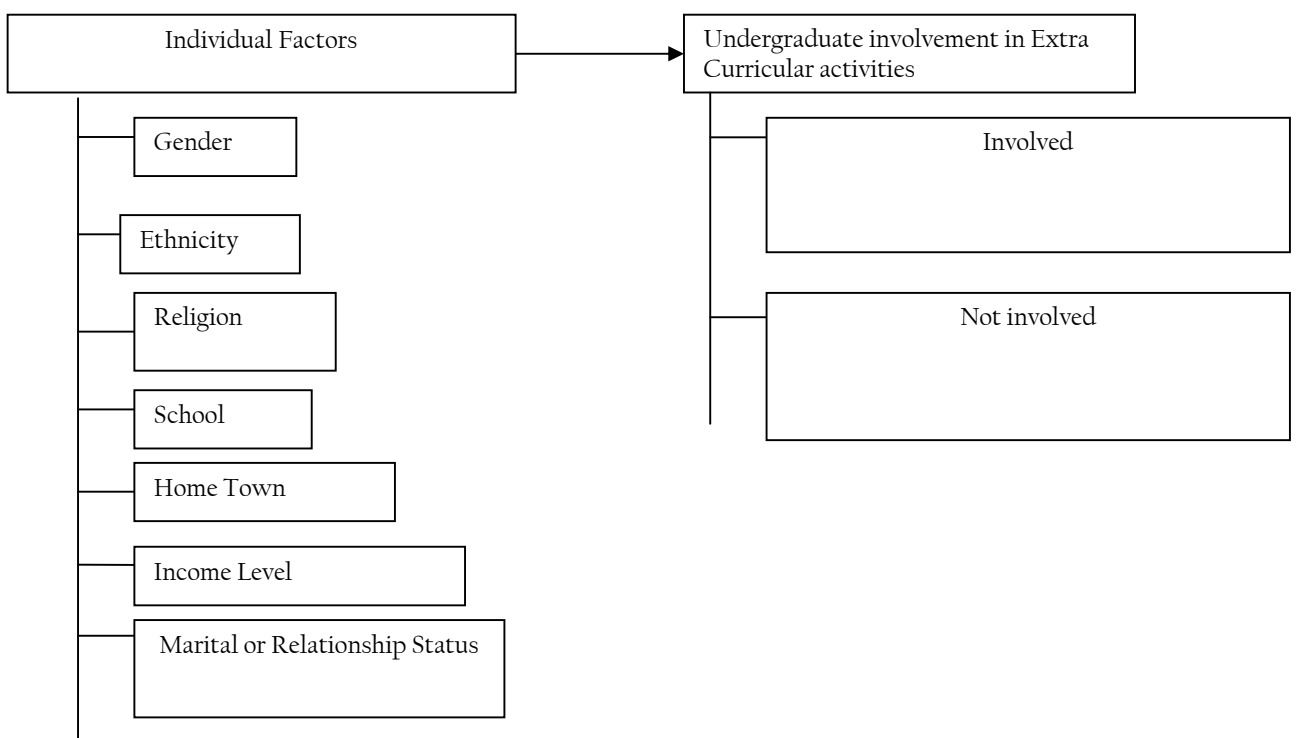 Individual Factors
Undergraduate involvement in Extra
Curricular activities
Gender
Ethnicity
Religion
School
Home Town
Income Level
Marital or Relationship Status
Involved
Not involved